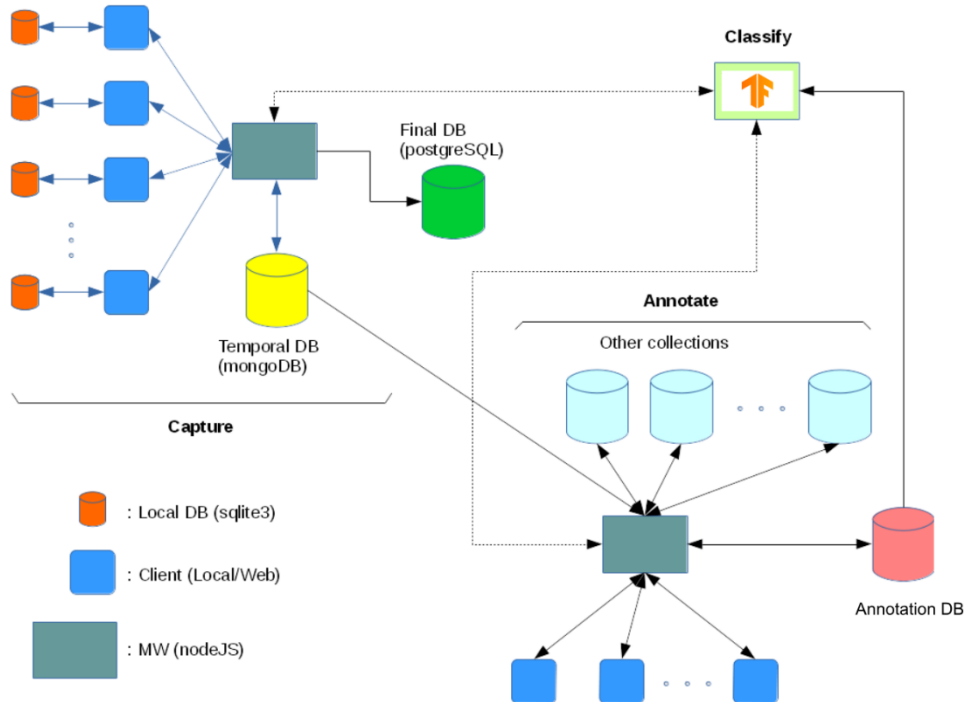 Classify
Final DB
(postgreSQL)
Annotate
Other collections
Temporal DB
(mongoDB)
Capture
: Local DB (sqlite3)
: Client (Local/Web)
: MW (nodeJS)
Annotation DB